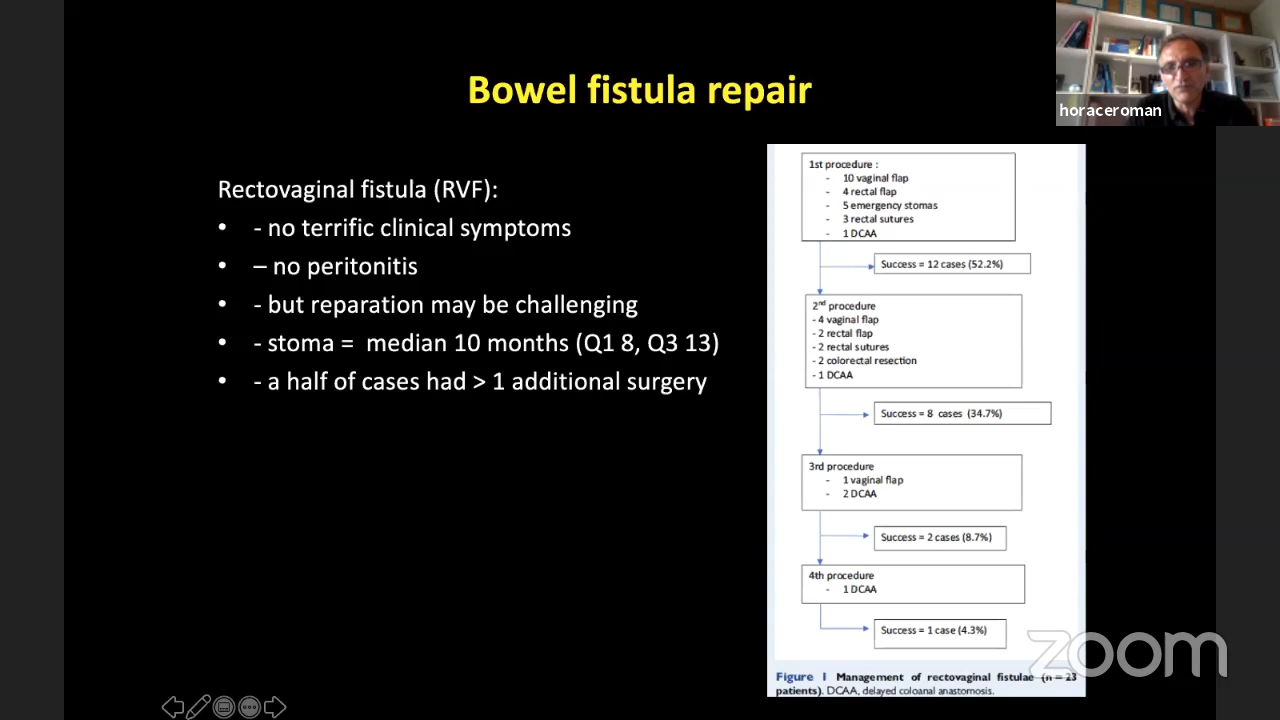 Bowel fistula repair
horaceroman
Rectovaginal fistula (RVF):
• - no terrific clinical symptoms
• – no peritonitis
• - but reparation may be challenging
• - stoma = median 10 months (Q1 8, Q3 13)
• - a half of cases had > 1 additional surgery
1st procedure :
- 10 vaginal flap
- 4 rectal flap
- 5 emergency stomas
- 3 rectal sutures
- 1 DCAA
Success = 12 cases (52.2%)
2nd procedure
- 4 vaginal flap
- 2 rectal flap
- 2 rectal sutures
- 2 colorectal resection
- 1 DCAA
Success = 8 cases (34.7%)
3rd procedure
- 1 vaginal flap
- 2 DCAA
Success = 2 cases (8.7%)
4th procedure
- 1 DCAA
Success = 1 case (4.3%)
Figure 1 Management of rectovaginal fistulae (n = 23
patients). DCAA, delayed coloanal anastomosis.
zoom